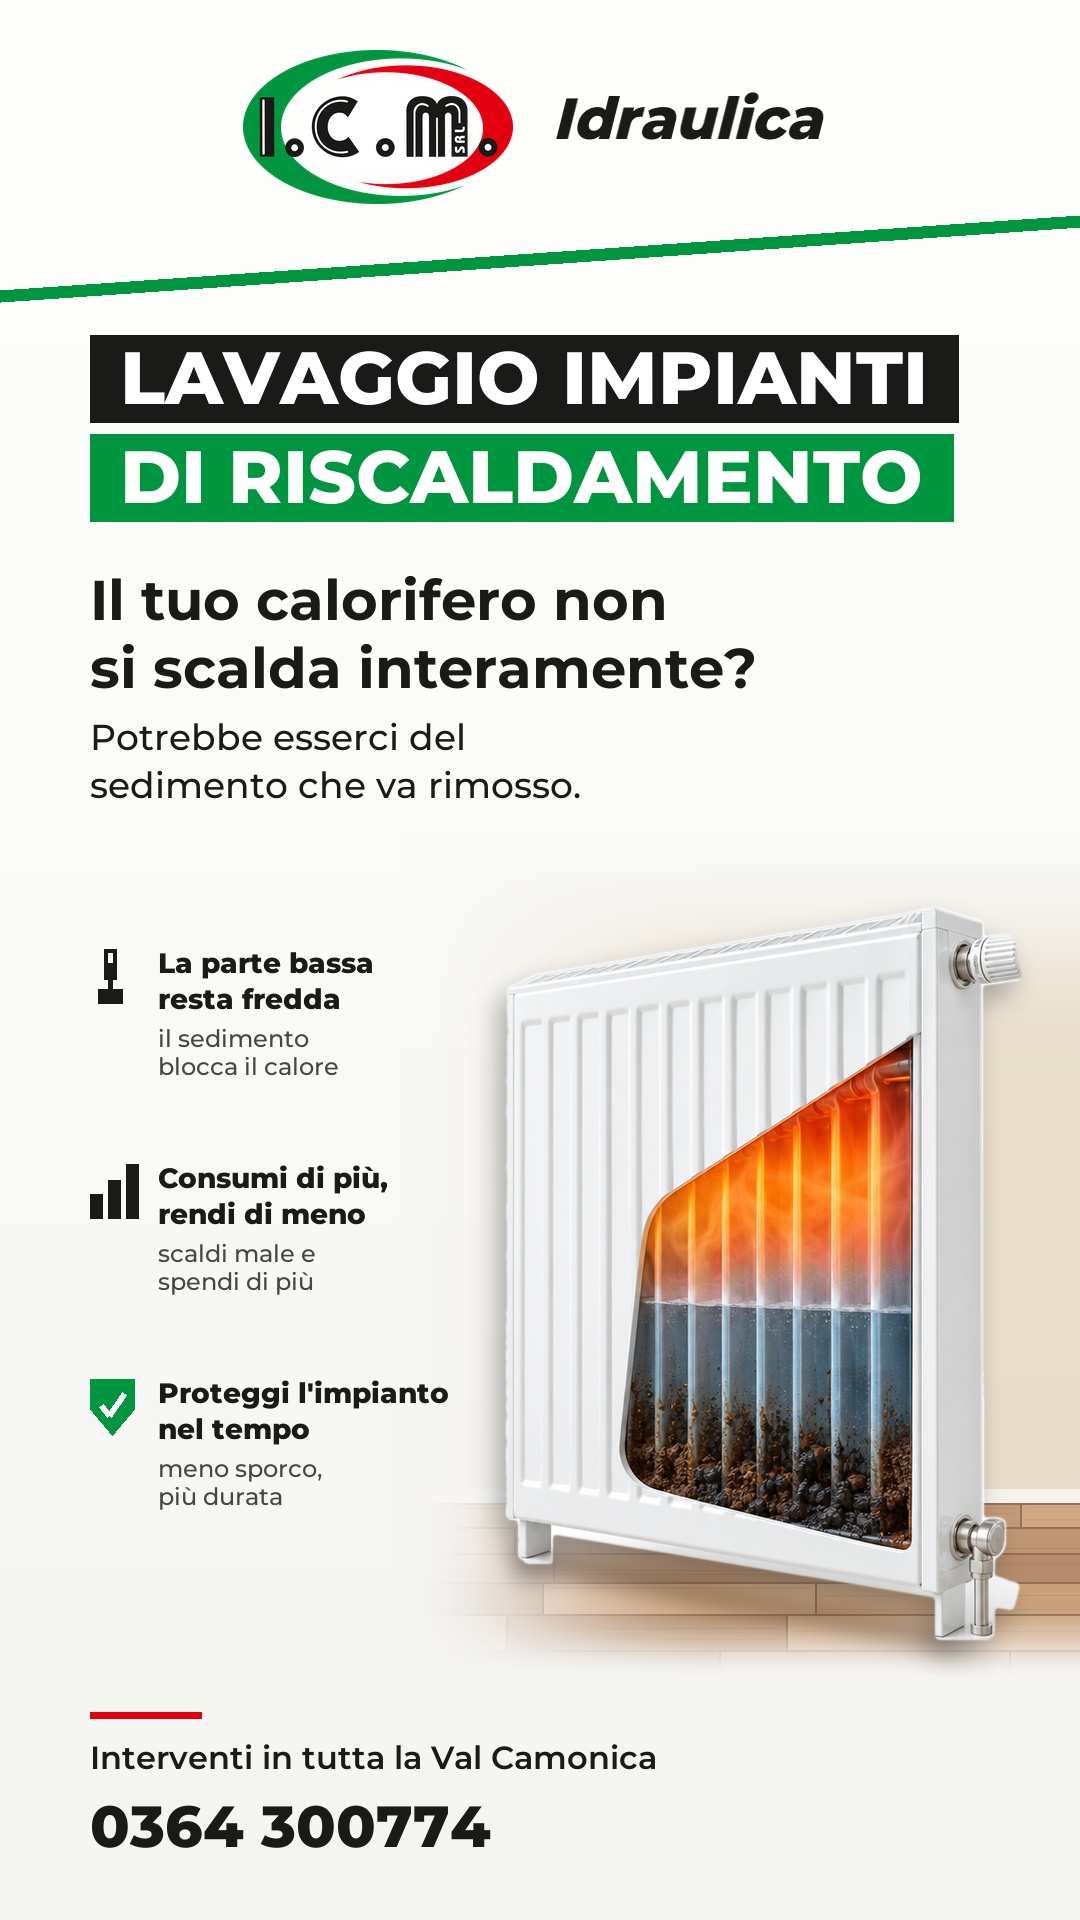 I.C.M. SRL
Idraulica
LAVAGGIO IMPIANTI
DI RISCALDAMENTO
Il tuo calorifero non
si scalda interamente?
Potrebbe esserci del
sedimento che va rimosso.
La parte bassa
resta fredda
il sedimento
blocca il calore
Consumi di più,
rendi di meno
scaldi male e
spendi di più
Proteggi l'impianto
nel tempo
meno sporco,
più durata
Interventi in tutta la Val Camonica
0364 300774